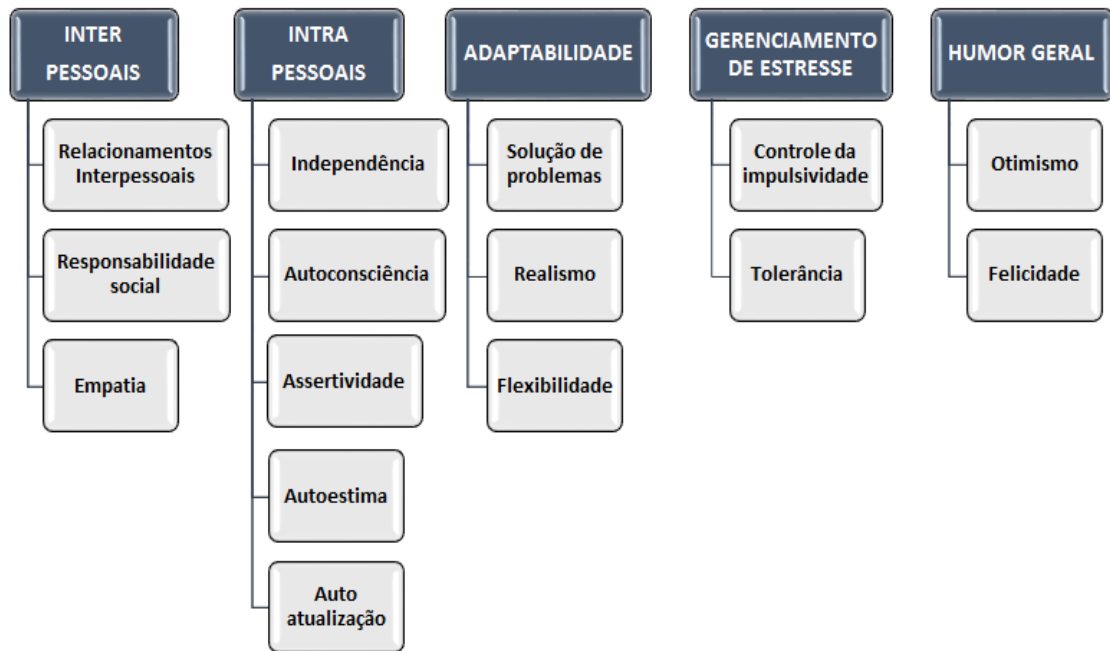 INTER
PESSOAIS
Relacionamentos
Interpessoais
Responsabilidade
social
Empatia
INTRA
PESSOAIS
Independência
Autoconsciência
Assertividade
Autoestima
Auto
atualização
ADAPTABILIDADE
Solução de
problemas
Realismo
Flexibilidade
GERENCIAMENTO
DE ESTRESSE
Controle da
impulsividade
Tolerância
HUMOR GERAL
Otimismo
Felicidade